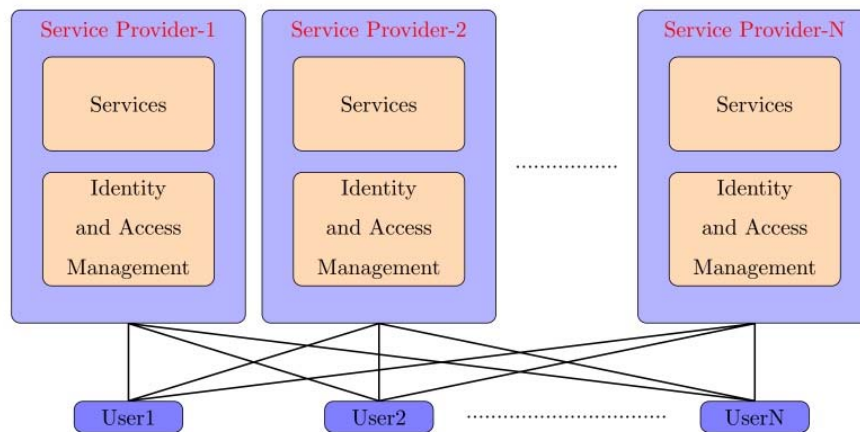 Service Provider-1
Services
Identity
and Access
Management
Service Provider-2
Services
Identity
and Access
Management
Service Provider-N
Services
Identity
and Access
Management
User1
User2
UserN